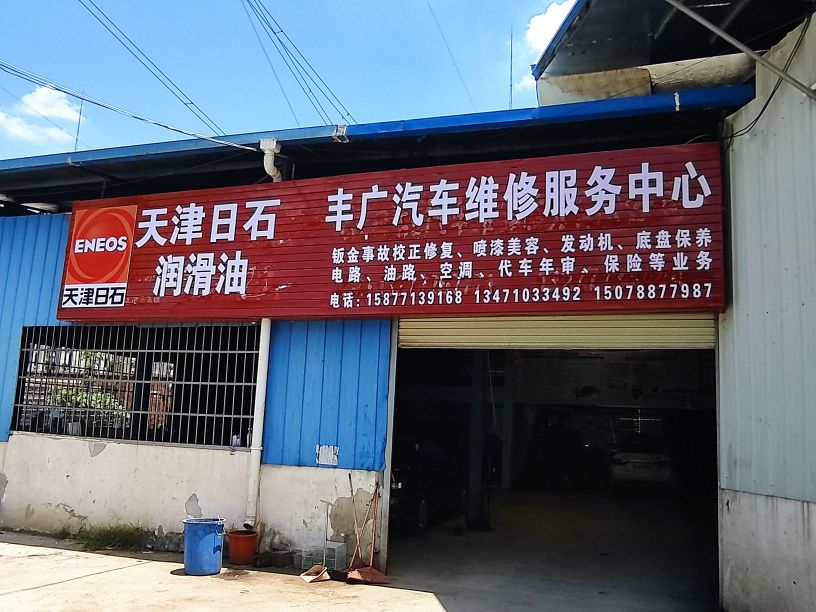 ENEOS
天津日石
天津日石
润滑油
丰广汽车维修服务中心
钣金事故校正修复、喷漆美容、发动机、底盘保养
电路、油路、空调、代车年审、保险等业务
电话：15877139168 13471033492 15078877987